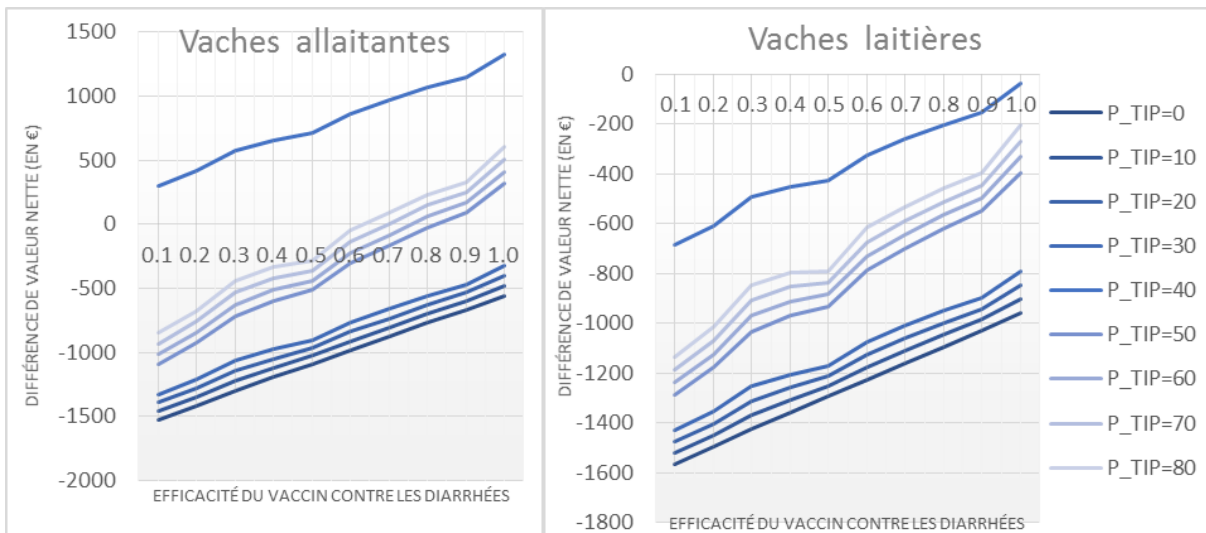 Vaches allaitantes
DIFFÉRENCE DE VALEUR NETTE (EN €)
1500
1000
500
0
-500
-1000
-1500
-2000
0.1 0.2 0.3 0.4 0.5 0.6 0.7 0.8 0.9 1.0
EFFICACITÉ DU VACCIN CONTRE LES DIARRHÉES
Vaches laitières
DIFFÉRENCE DE VALEUR NETTE (EN €)
0
-200
-400
-600
-800
-1000
-1200
-1400
-1600
-1800
0.1 0.2 0.3 0.4 0.5 0.6 0.7 0.8 0.9 1.0
EFFICACITÉ DU VACCIN CONTRE LES DIARRHÉES
P_TIP=0
P_TIP=10
P_TIP=20
P_TIP=30
P_TIP=40
P_TIP=50
P_TIP=60
P_TIP=70
P_TIP=80